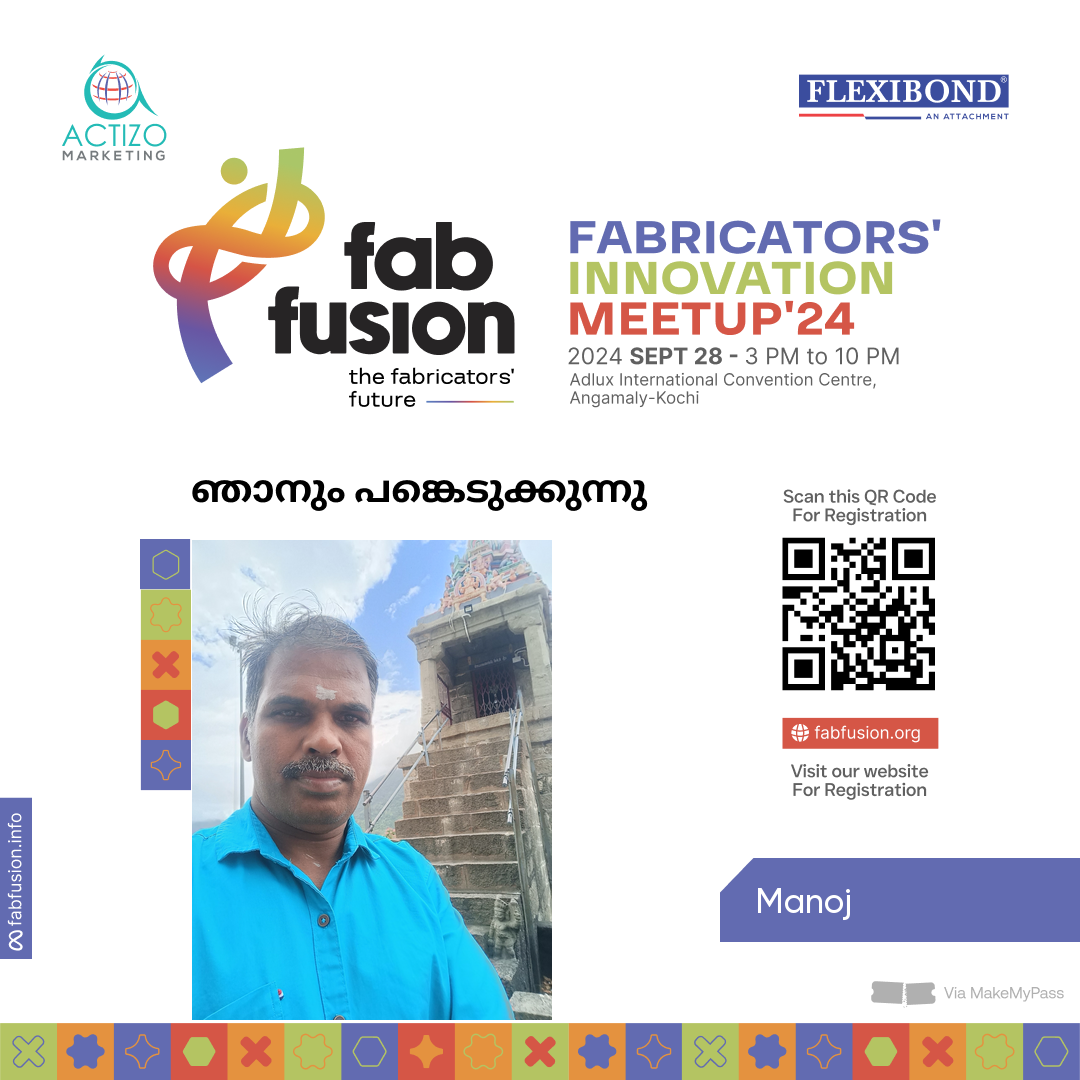 ACTIZO
MARKETING
FLEXIBOND®
AN ATTACHMENT
fab
fusion
the fabricators'
future
FABRICATORS'
INNOVATION
MEETUP'24
2024 SEPT 28 - 3 PM to 10 PM
Adlux International Convention Centre,
Angamaly-Kochi
ഞാനും പങ്കെടുക്കുന്നു
Scan this QR Code
For Registration
fabfusion.org
Visit our website
For Registration
fabfusion.info
Manoj
Via MakeMyPass